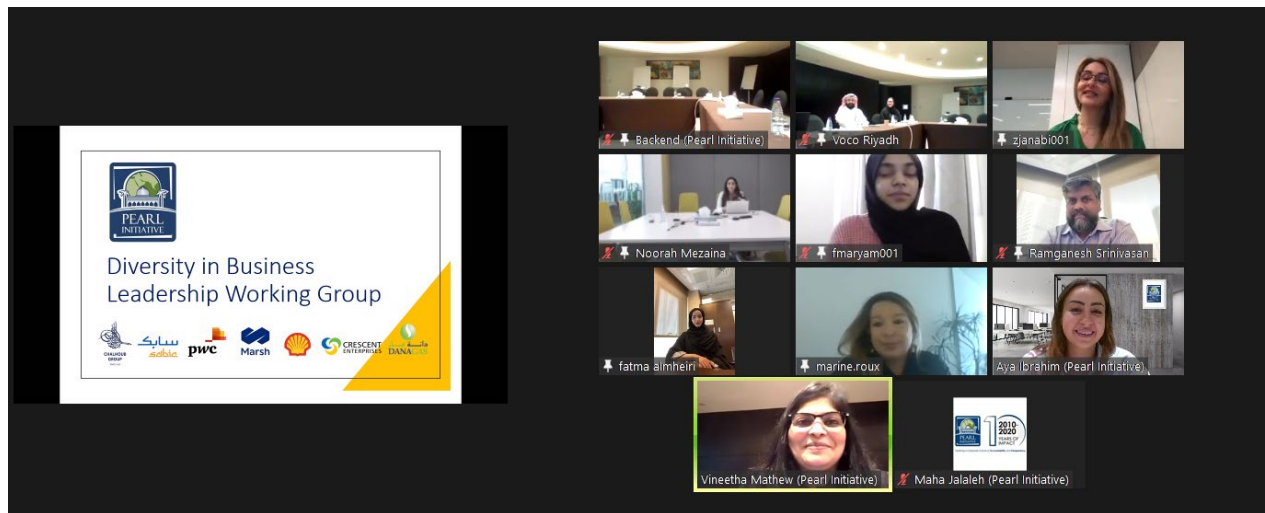 PEARL
INITIATIVE
Diversity in Business
Leadership Working Group
CHALHOUB
GROUP
سابك
sabic
pwc
Marsh
CRESCENT
ENTERPRISES
دانة غاز
DANA GAS
Backend (Pearl Initiative)
Voco Riyadh
zjanabi001
Noorah Mezaina
fmaryam001
Ramganesh Srinivasan
fatma almheiri
marine.roux
Aya Ibrahim (Pearl Initiative)
Vineetha Mathew (Pearl Initiative)
PEARL
10
2010-
2020
YEARS OF
IMPACT
Maha Jalaleh (Pearl Initiative)